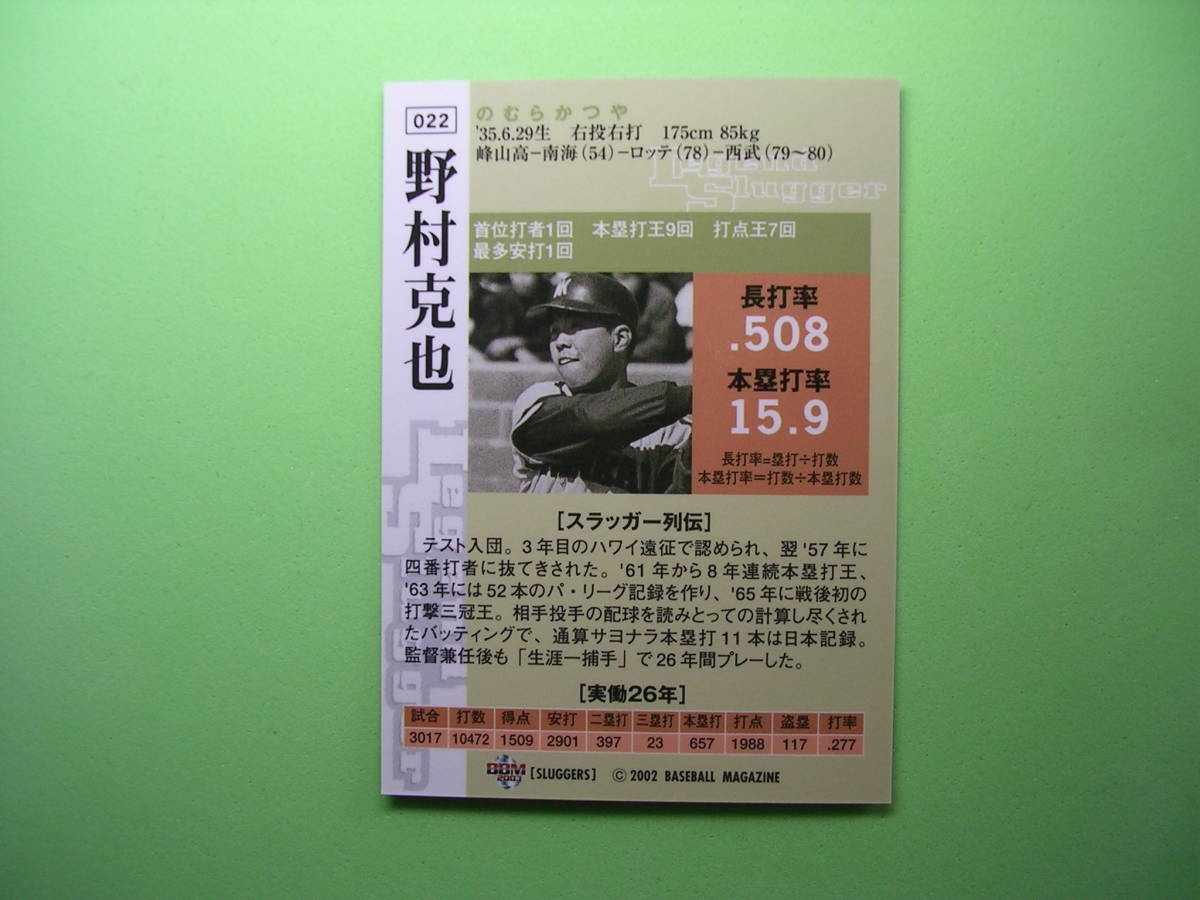 022
野村克也
のむらかつや
'35.6.29生 右投右打 175cm 85kg
峰山高−南海(54)−ロッテ(78)−西武(79〜80)
Legend
Slugger
首位打者1回 本塁打王9回 打点王7回
最多安打1回
長打率
.508
本塁打率
15.9
長打率=塁打÷打数
本塁打率=打数÷本塁打数
[スラッガー列伝]
テスト入団。3年目のハワイ遠征で認められ、翌'57年に
四番打者に抜てきされた。'61年から8年連続本塁打王、
'63年には52本のパ・リーグ記録を作り、'65年に戦後初の
打撃三冠王。相手投手の配球を読みとっての計算し尽くされ
たバッティングで、通算サヨナラ本塁打11本は日本記録。
監督兼任後も「生涯一捕手」で26年間プレーした。
[実働26年]
試合 打数 得点 安打 二塁打 三塁打 本塁打 打点 盗塁 打率
3017 10472 1509 2901 397 23 657 1988 117 .277
BBM 2003 [SLUGGERS] © 2002 BASEBALL MAGAZINE
Legend
Slugger